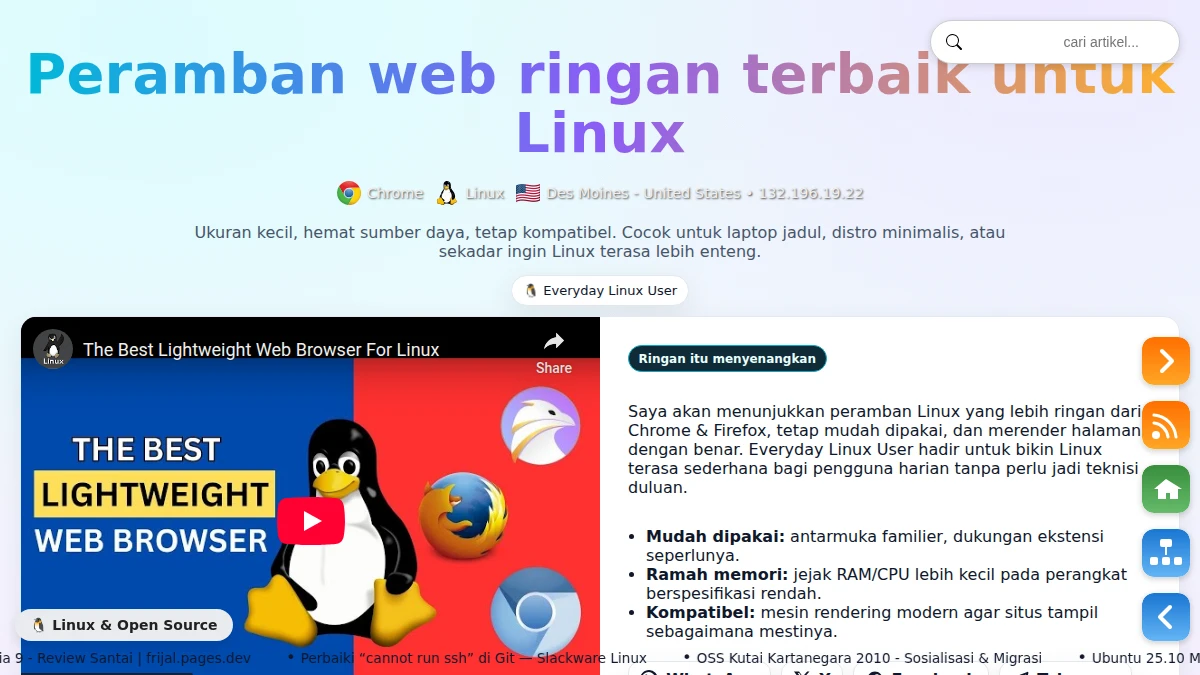 cari artikel...
Peramban web ringan terbaik untuk
Linux
Chrome Linux Des Moines - United States • 132.196.19.22
Ukuran kecil, hemat sumber daya, tetap kompatibel. Cocok untuk laptop jadul, distro minimalis, atau
sekadar ingin Linux terasa lebih enteng.
Everyday Linux User
Linux
The Best Lightweight Web Browser For Linux
Share
THE BEST
LIGHTWEIGHT
WEB BROWSER
Ringan itu menyenangkan
Saya akan menunjukkan peramban Linux yang lebih ringan dari
Chrome & Firefox, tetap mudah dipakai, dan merender halaman
dengan benar. Everyday Linux User hadir untuk bikin Linux
terasa sederhana bagi pengguna harian tanpa perlu jadi teknisi
duluan.
• Mudah dipakai: antarmuka familier, dukungan ekstensi
seperlunya.
• Ramah memori: jejak RAM/CPU lebih kecil pada perangkat
berspesifikasi rendah.
• Kompatibel: mesin rendering modern agar situs tampil
sebagaimana mestinya.
Linux & Open Source
ia 9 - Review Santai | frijal.pages.dev • Perbaiki “cannot run ssh” di Git — Slackware Linux • OSS Kutai Kartanegara 2010 - Sosialisasi & Migrasi • Ubuntu 25.10 M